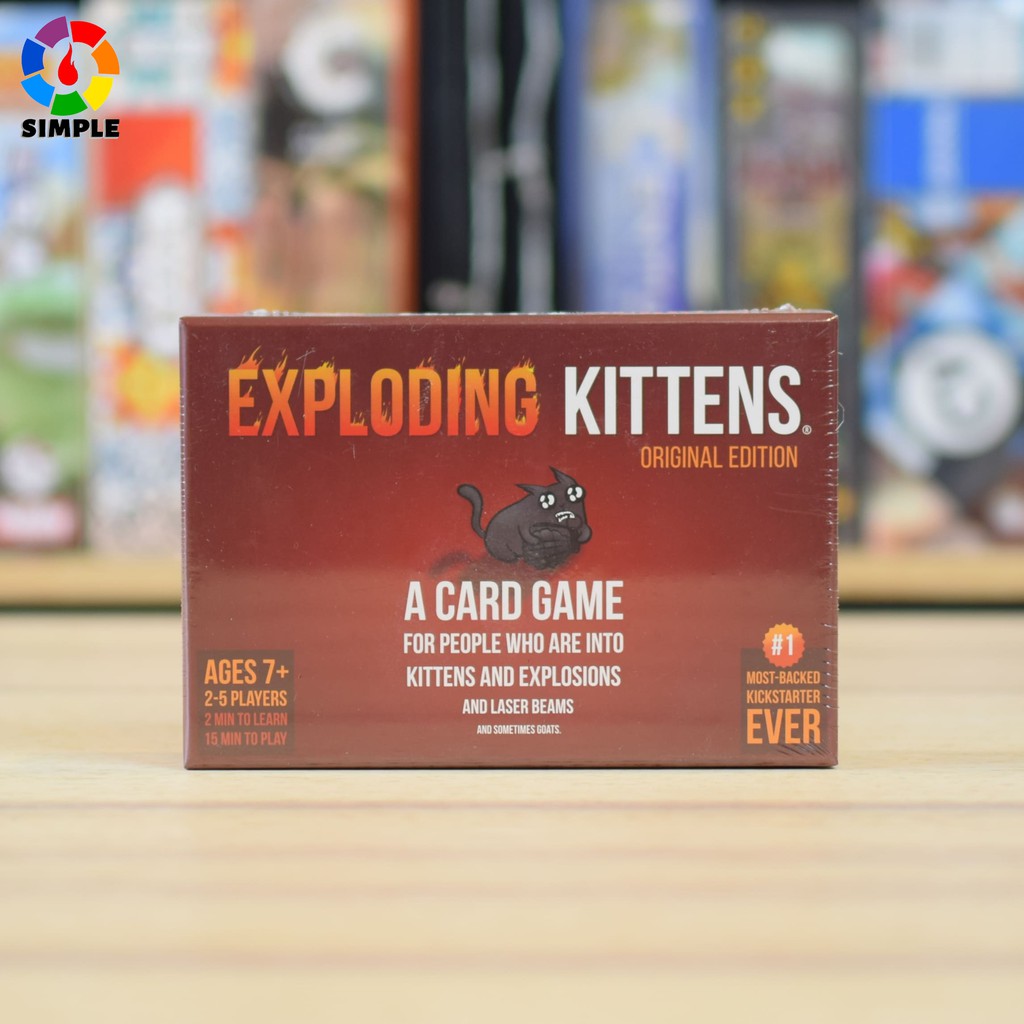 SIMPLE
EXPLODING KITTENS®
ORIGINAL EDITION
A CARD GAME
FOR PEOPLE WHO ARE INTO
KITTENS AND EXPLOSIONS
AND LASER BEAMS
AND SOMETIMES GOATS.
AGES 7+
2-5 PLAYERS
2 MIN TO LEARN
15 MIN TO PLAY
#1
MOST-BACKED
KICKSTARTER
EVER